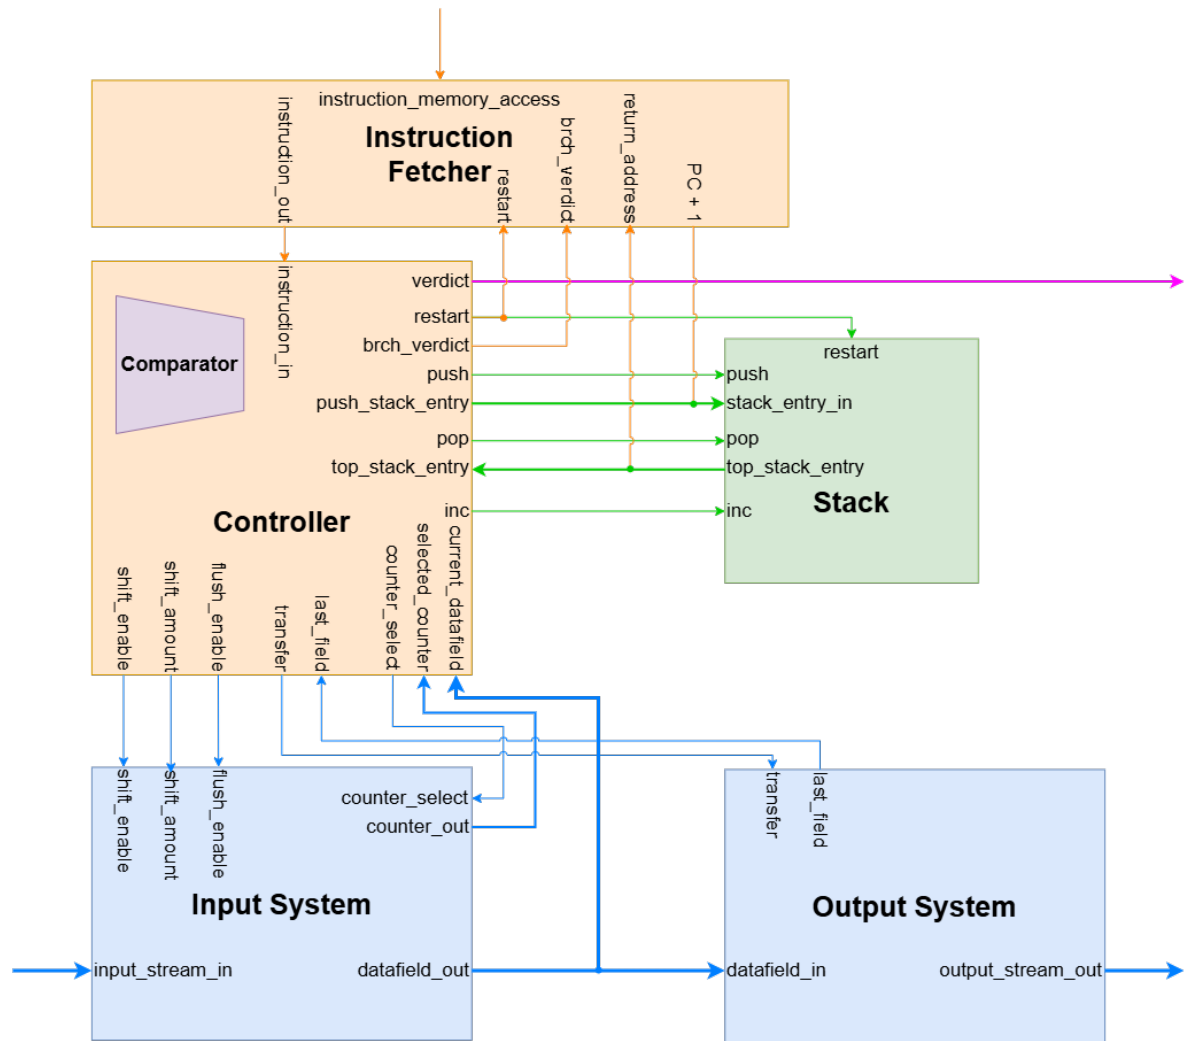 instruction_memory_access
Instruction
Fetcher
instruction_out
restart
brch_verdict
return_address
PC + 1
instruction_in
Comparator
Controller
verdict
restart
brch_verdict
push
push_stack_entry
pop
top_stack_entry
inc
shift_enable
shift_amount
flush_enable
transfer
last_field
counter_select
selected_counter
current_datafield
restart
push
stack_entry_in
pop
top_stack_entry
Stack
inc
shift_enable
shift_amount
flush_enable
counter_select
counter_out
Input System
input_stream_in
datafield_out
transfer
last_field
Output System
datafield_in
output_stream_out